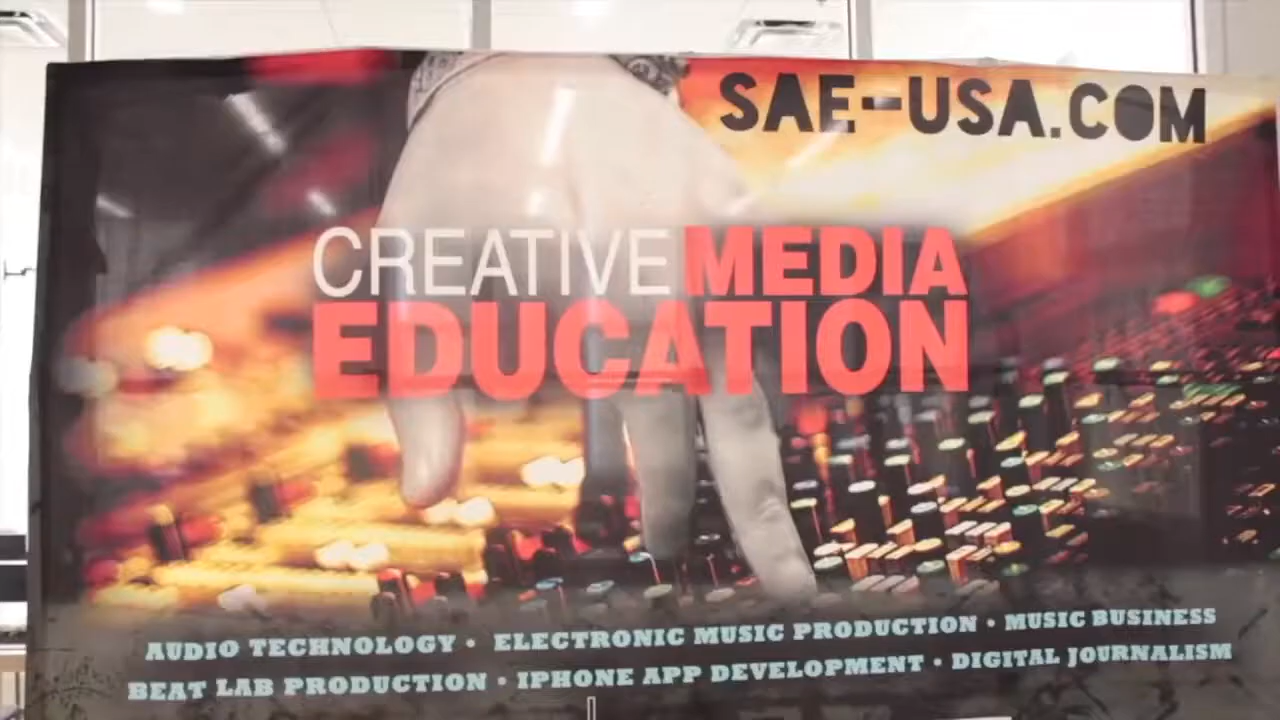 SAE-USA.COM
CREATIVE MEDIA
EDUCATION
AUDIO TECHNOLOGY • ELECTRONIC MUSIC PRODUCTION • MUSIC BUSINESS
BEAT LAB PRODUCTION • IPHONE APP DEVELOPMENT • DIGITAL JOURNALISM